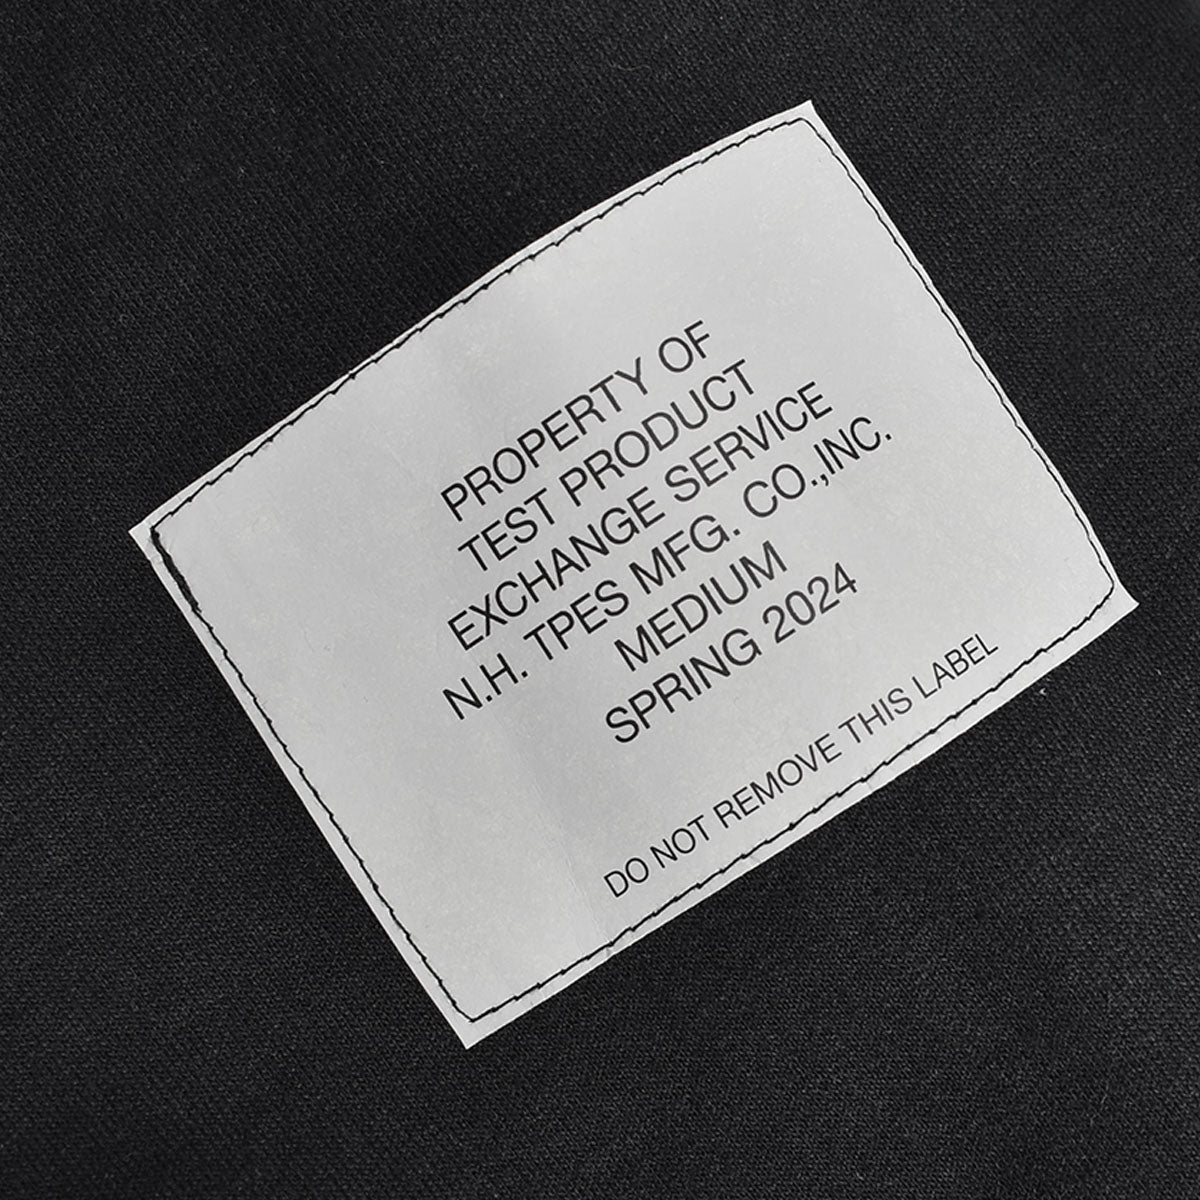 PROPERTY OF
TEST PRODUCT
EXCHANGE SERVICE
N.H. TPES MFG. CO.,INC.
MEDIUM
SPRING 2024
DO NOT REMOVE THIS LABEL